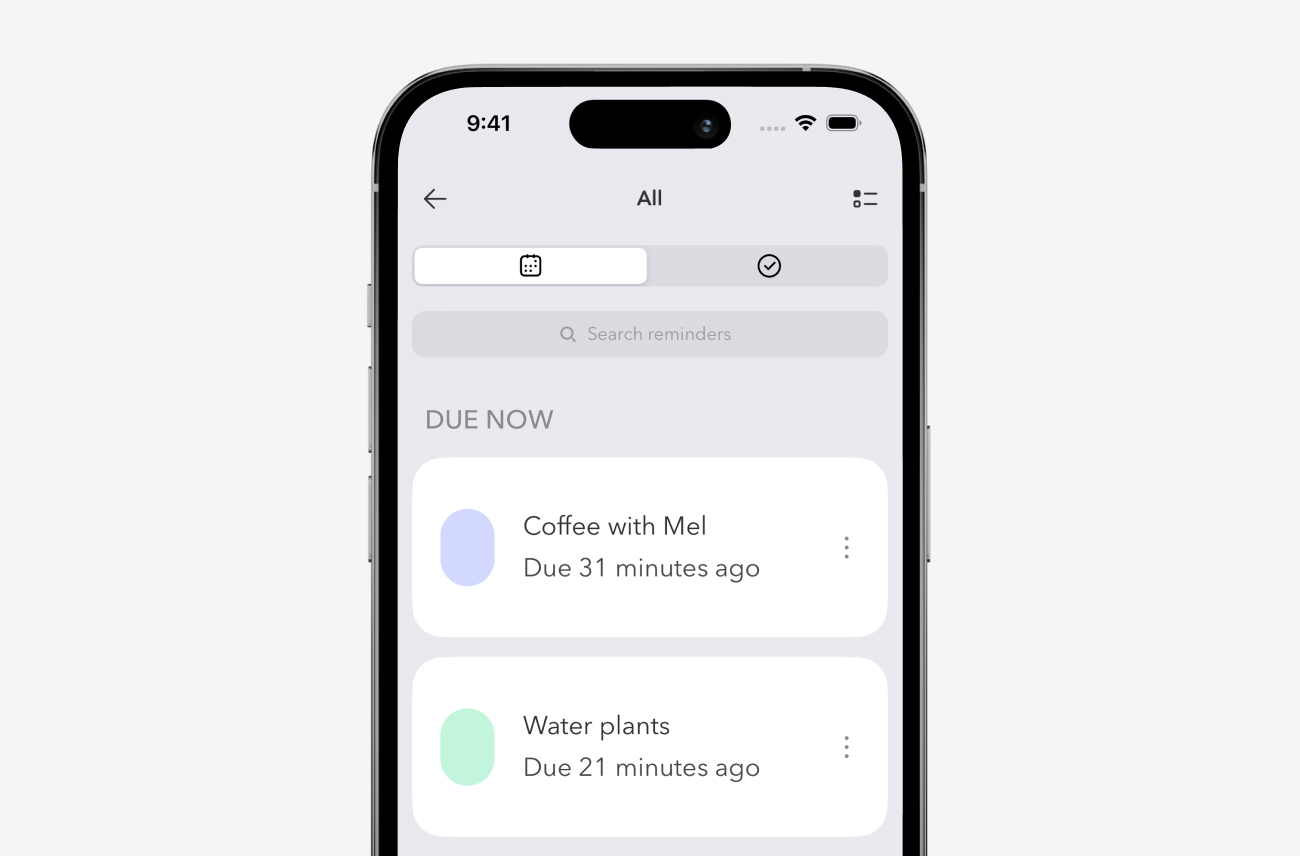 9:41
All
Search reminders
DUE NOW
Coffee with Mel
Due 31 minutes ago
Water plants
Due 21 minutes ago